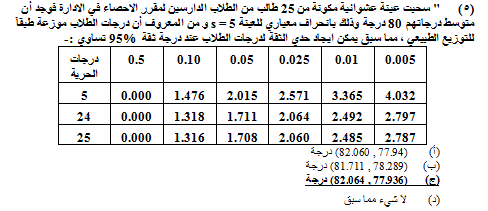 (٥) " سحبت عينة عشوائية مكونة من 25 طالب من الطلاب الدارسين لمقرر الاحصاء في الادارة فوجد أن
متوسط درجاتهم 80 درجة وذلك بانحراف معياري للعينة s = 5 و من المعروف أن درجات الطلاب موزعة طبقاً
للتوزيع الطبيعي ، مما سبق يمكن ايجاد حدي الثقة لدرجات الطلاب عند درجة ثقة 95% تساوي :-
درجات الحرية 0.5 0.10 0.05 0.025 0.01 0.005
5 0.000 1.476 2.015 2.571 3.365 4.032
24 0.000 1.318 1.711 2.064 2.492 2.797
25 0.000 1.316 1.708 2.060 2.485 2.787
(أ) (82.060 , 77.94) درجة
(ب) (81.711 , 78.289) درجة
(ج) (82.064 , 77.936) درجة
(د) لا شيء مما سبق